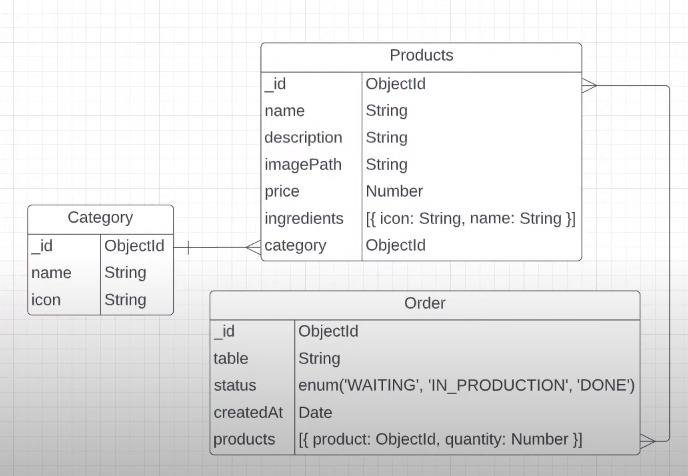 Products
_id ObjectId
name String
description String
imagePath String
price Number
ingredients [{ icon: String, name: String }]
category ObjectId
Category
_id ObjectId
name String
icon String
Order
_id ObjectId
table String
status enum('WAITING', 'IN_PRODUCTION', 'DONE')
createdAt Date
products [{ product: ObjectId, quantity: Number }]